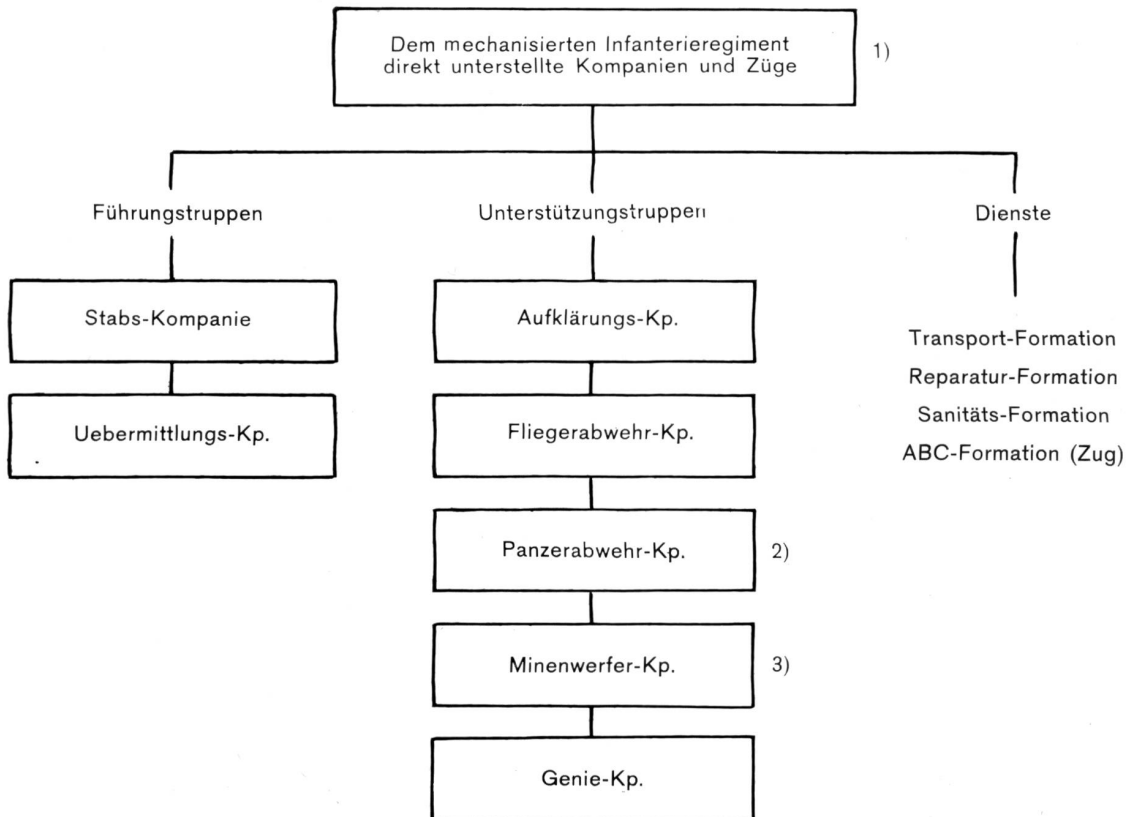 Dem mechanisierten Infanterieregiment
direkt unterstellte Kompanien und Züge
1)
Führungstruppen
Unterstützungstruppen
Dienste
Stabs-Kompanie
Uebermittlungs-Kp.
Aufklärungs-Kp.
Fliegerabwehr-Kp.
Panzerabwehr-Kp.
2)
Minenwerfer-Kp.
3)
Genie-Kp.
Transport-Formation
Reparatur-Formation
Sanitäts-Formation
ABC-Formation (Zug)